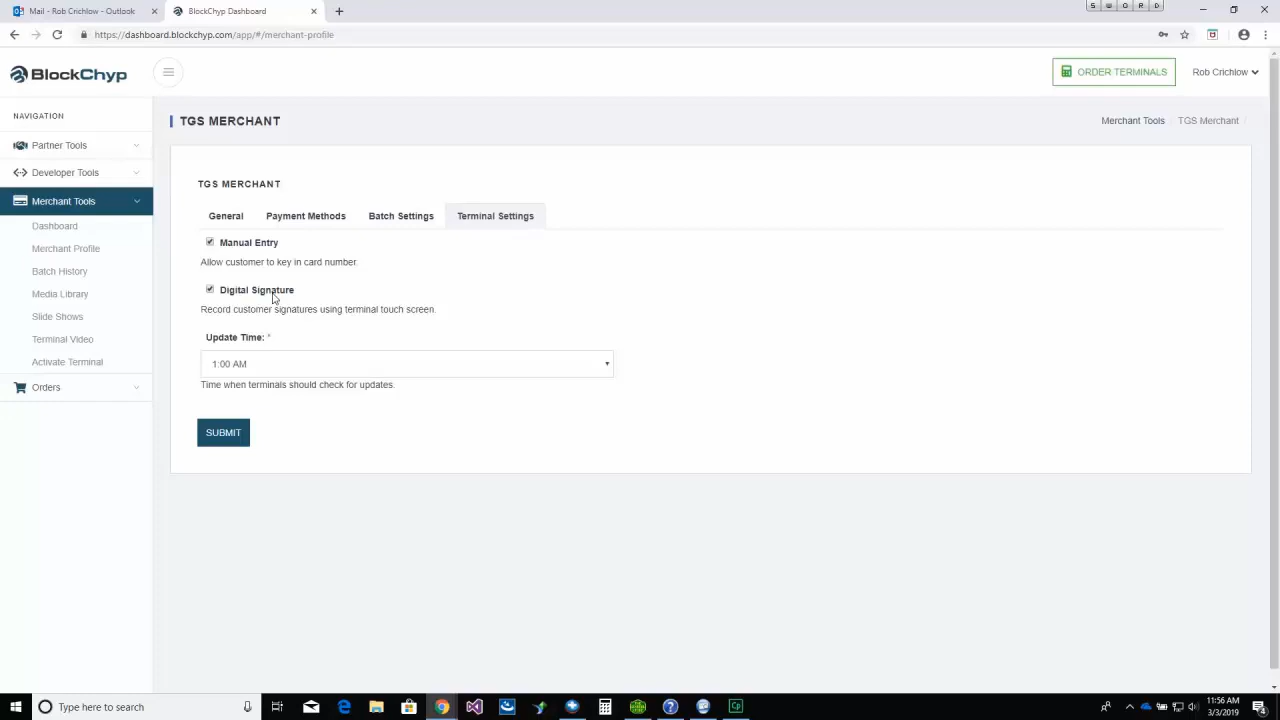 Mail - Rob Crichlow - Outlook
BlockChyp Dashboard
https://dashboard.blockchyp.com/app/#/merchant-profile
BlockChyp
ORDER TERMINALS
Rob Crichlow
NAVIGATION
Partner Tools
Developer Tools
Merchant Tools
Dashboard
Merchant Profile
Batch History
Media Library
Slide Shows
Terminal Video
Activate Terminal
Orders
TGS MERCHANT
Merchant Tools / TGS Merchant /
TGS MERCHANT
General Payment Methods Batch Settings Terminal Settings
Manual Entry
Allow customer to key in card number.
Digital Signature
Record customer signatures using terminal touch screen.
Update Time: *
1:00 AM
Time when terminals should check for updates.
SUBMIT
Type here to search
11:56 AM
3/3/2019